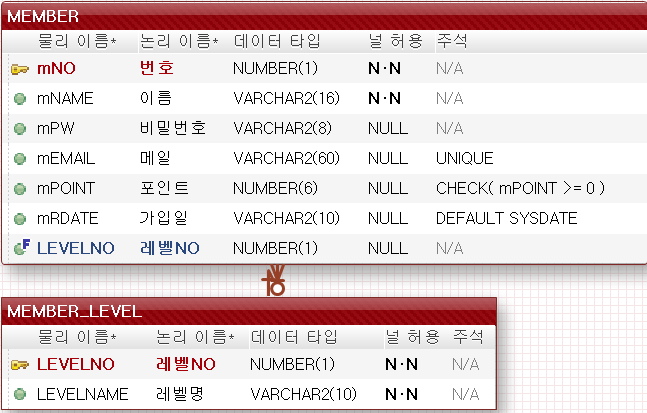 MEMBER
물리 이름* 논리 이름* 데이터 타입 널 허용 주석
mNO 번호 NUMBER(1) N·N N/A
mNAME 이름 VARCHAR2(16) N·N N/A
mPW 비밀번호 VARCHAR2(8) NULL N/A
mEMAIL 메일 VARCHAR2(60) NULL UNIQUE
mPOINT 포인트 NUMBER(6) NULL CHECK( mPOINT >= 0 )
mRDATE 가입일 VARCHAR2(10) NULL DEFAULT SYSDATE
F LEVELNO 레벨NO NUMBER(1) NULL N/A
MEMBER_LEVEL
물리 이름* 논리 이름* 데이터 타입 널 허용 주석
LEVELNO 레벨NO NUMBER(1) N·N N/A
LEVELNAME 레벨명 VARCHAR2(10) N·N N/A